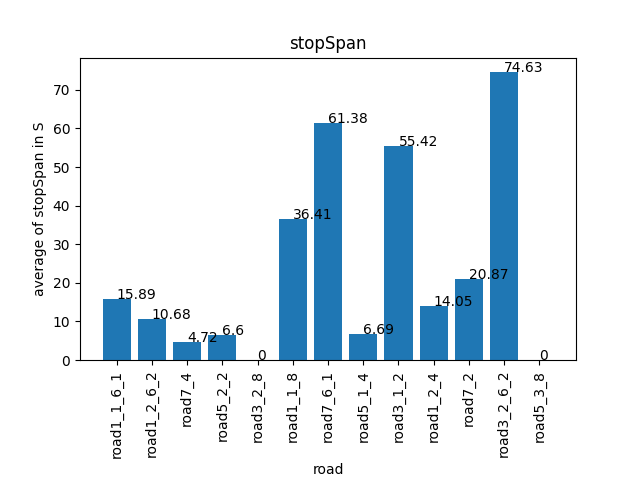 stopSpan
average of stopSpan in S
70
60
50
40
30
20
10
0
15.89
10.68
4.72
6.6
0
36.41
61.38
6.69
55.42
14.05
20.87
74.63
0
road1_1_6_1
road1_2_6_2
road7_4
road5_2_2
road3_2_8
road1_1_8
road7_6_1
road5_1_4
road3_1_2
road1_2_4
road7_2
road3_2_6_2
road5_3_8
road